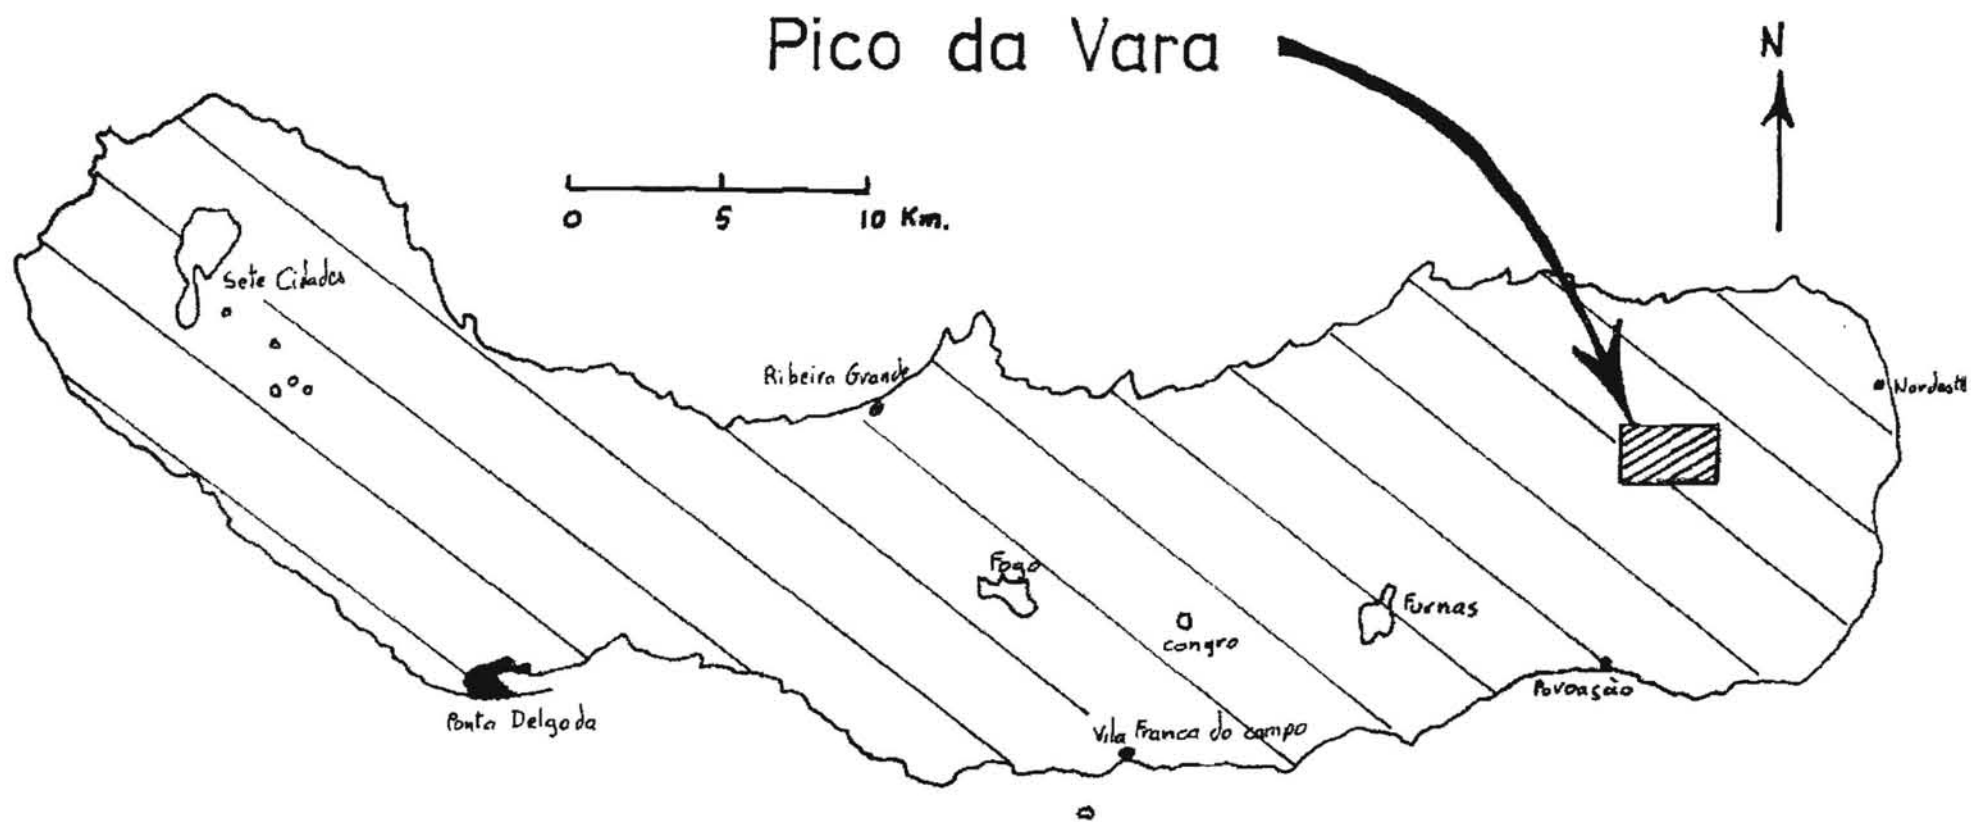 Pico da Vara
N
0 5 10 Km.
Sete Cidades
Ribeira Grande
Nordeste
Fogo
Congro
Furnas
Povoação
Ponta Delgada
Vila Franca do campo